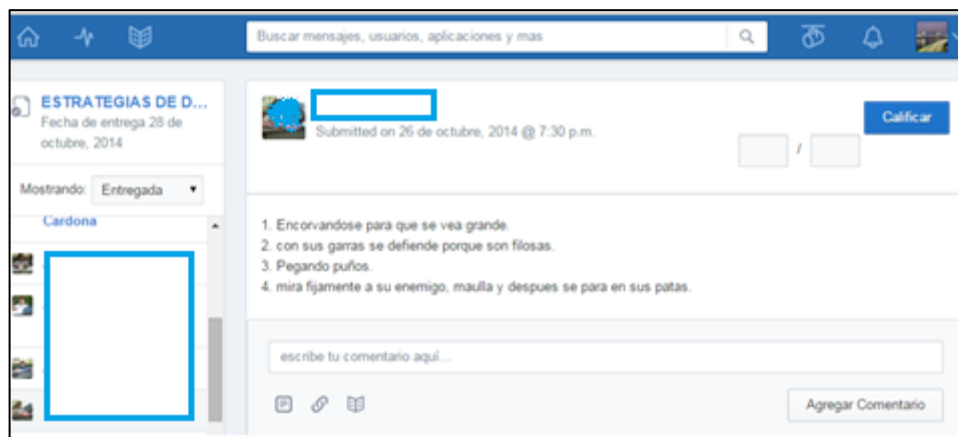 Buscar mensajes, usuarios, aplicaciones y mas
ESTRATEGIAS DE D...
Fecha de entrega 28 de
octubre, 2014
Mostrando: Entregada
Cardona
Submitted on 26 de octubre, 2014 @ 7:30 p.m.
/
Calificar
1. Encorvandose para que se vea grande.
2. con sus garras se defiende porque son filosas.
3. Pegando puños.
4. mira fijamente a su enemigo, maulla y despues se para en sus patas.
escribe tu comentario aquí...
Agregar Comentario